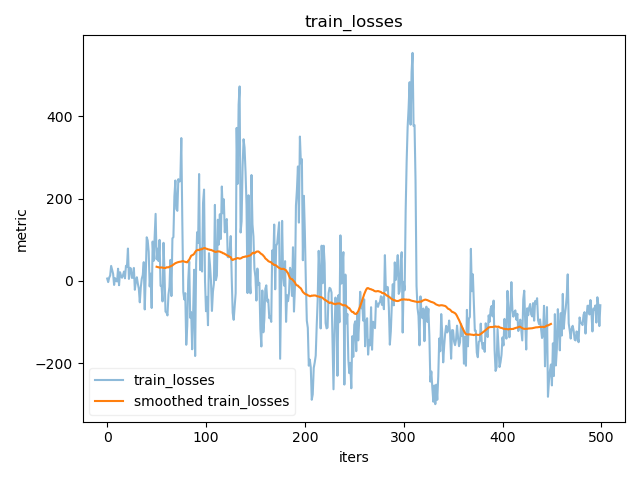 train_losses
metric
400
200
0
−200
train_losses
smoothed train_losses
0 100 200 300 400 500
iters